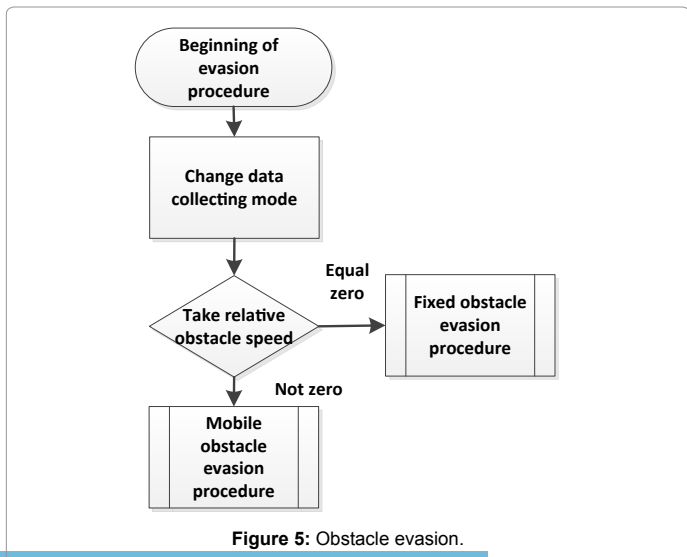 Beginning of
evasion
procedure
Change data
collecting mode
Take relative
obstacle speed
Equal
zero
Fixed obstacle
evasion
procedure
Not zero
Mobile
obstacle
evasion
procedure
Figure 5: Obstacle evasion.